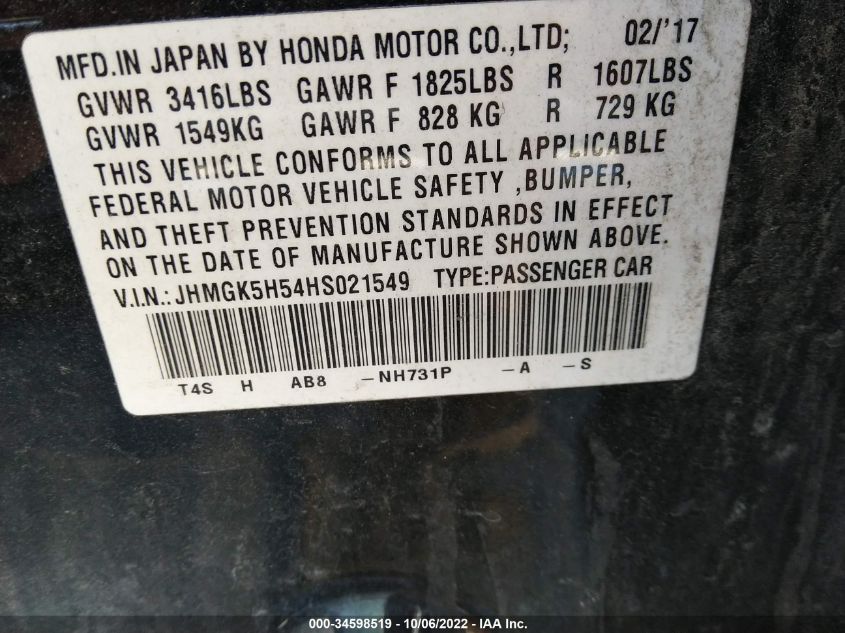 MFD.IN JAPAN BY HONDA MOTOR CO.,LTD; 02/'17
GVWR 3416LBS GAWR F 1825LBS R 1607LBS
GVWR 1549KG GAWR F 828 KG R 729 KG
THIS VEHICLE CONFORMS TO ALL APPLICABLE
FEDERAL MOTOR VEHICLE SAFETY ,BUMPER,
AND THEFT PREVENTION STANDARDS IN EFFECT
ON THE DATE OF MANUFACTURE SHOWN ABOVE.
V.I.N.:JHMGK5H54HS021549 TYPE:PASSENGER CAR
T4S H AB8 -NH731P -A -S
000-34598519 - 10/06/2022 - IAAI Inc.